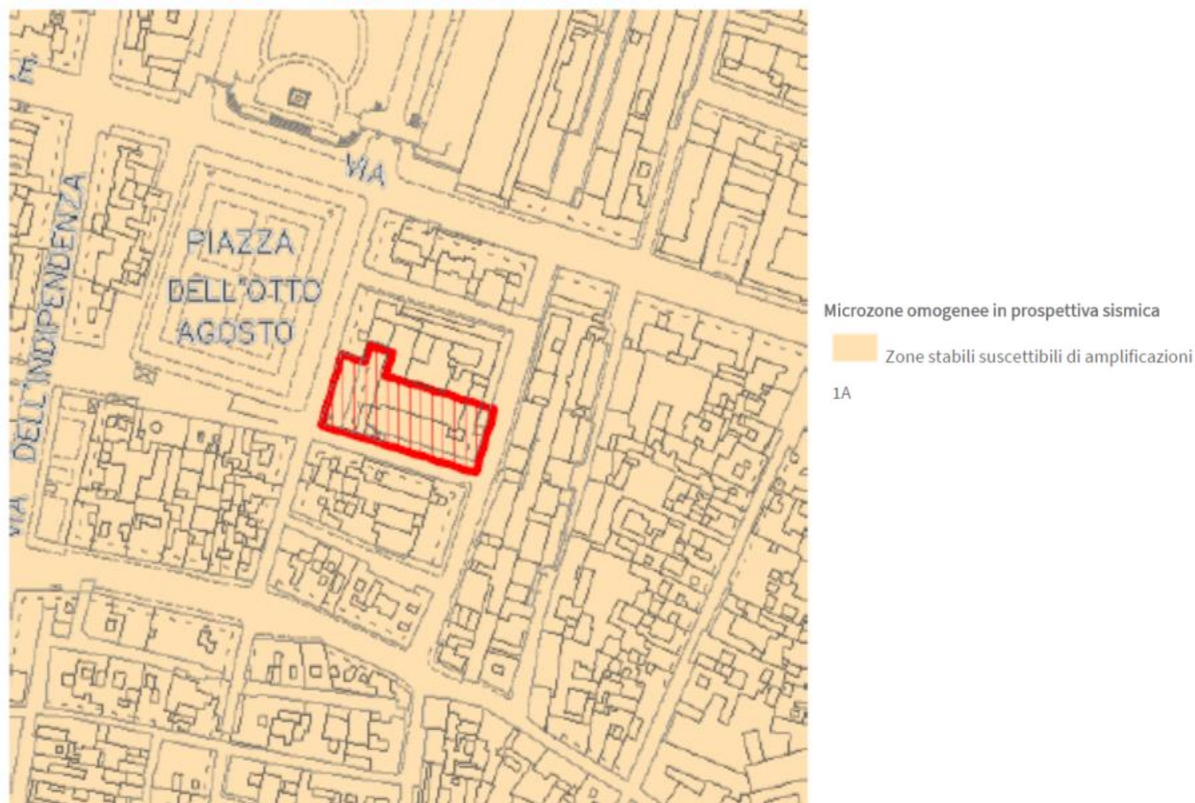 VIA
PIAZZA
DELL'OTTO
AGOSTO
VIA DELL'INDIPENDENZA
Microzone omogenee in prospettiva sismica
Zone stabili suscettibili di amplificazioni
1A